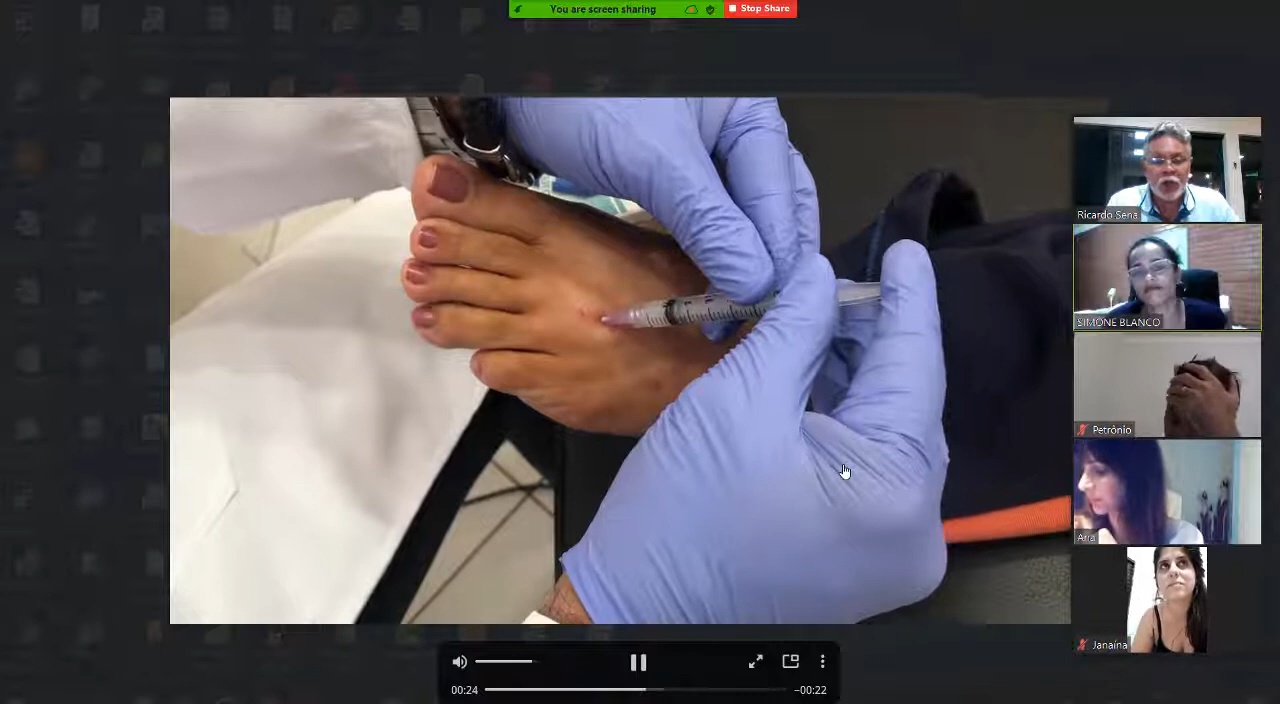 You are screen sharing
Stop Share
Ricardo Sena
SIMONE BLANCO
Petrônio
Ana
Janaína
00:24
−00:22